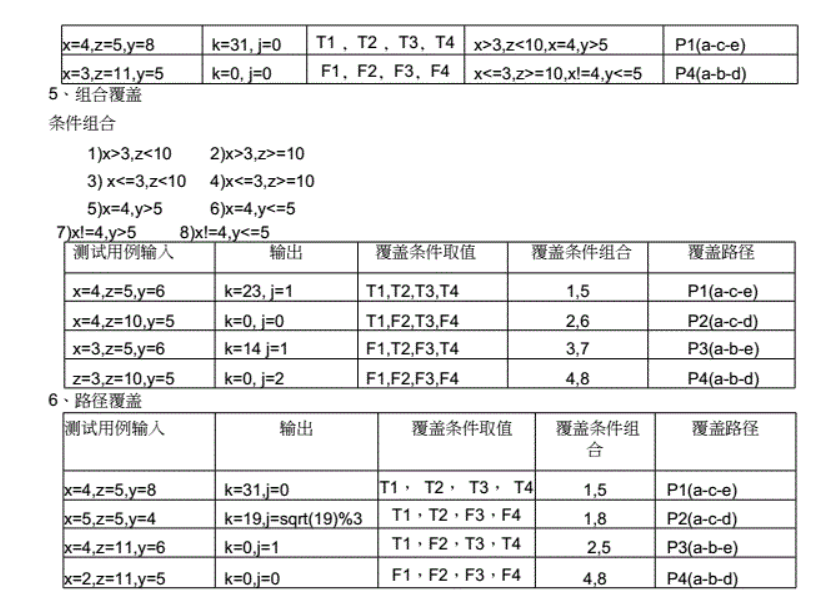 x=4,z=5,y=8 k=31, j=0 T1 , T2 , T3, T4 x>3,z<10,x=4,y>5 P1(a-c-e)
x=3,z=11,y=5 k=0, j=0 F1, F2, F3, F4 x<=3,z>=10,x!=4,y<=5 P4(a-b-d)
5、组合覆盖
条件组合
1)x>3,z<10 2)x>3,z>=10
3) x<=3,z<10 4)x<=3,z>=10
5)x=4,y>5 6)x=4,y<=5
7)x!=4,y>5 8)x!=4,y<=5
测试用例输入 输出 覆盖条件取值 覆盖条件组合 覆盖路径
x=4,z=5,y=6 k=23, j=1 T1,T2,T3,T4 1,5 P1(a-c-e)
x=4,z=10,y=5 k=0, j=0 T1,F2,T3,F4 2,6 P2(a-c-d)
x=3,z=5,y=6 k=14 j=1 F1,T2,F3,T4 3,7 P3(a-b-e)
z=3,z=10,y=5 k=0, j=2 F1,F2,F3,F4 4,8 P4(a-b-d)
6、路径覆盖
测试用例输入 输出 覆盖条件取值 覆盖条件组 覆盖路径
合
x=4,z=5,y=8 k=31,j=0 T1， T2， T3， T4 1,5 P1(a-c-e)
x=5,z=5,y=4 k=19,j=sqrt(19)%3 T1，T2，F3，F4 1,8 P2(a-c-d)
x=4,z=11,y=6 k=0,j=1 T1，F2，T3，T4 2,5 P3(a-b-e)
x=2,z=11,y=5 k=0,j=0 F1，F2，F3，F4 4,8 P4(a-b-d)